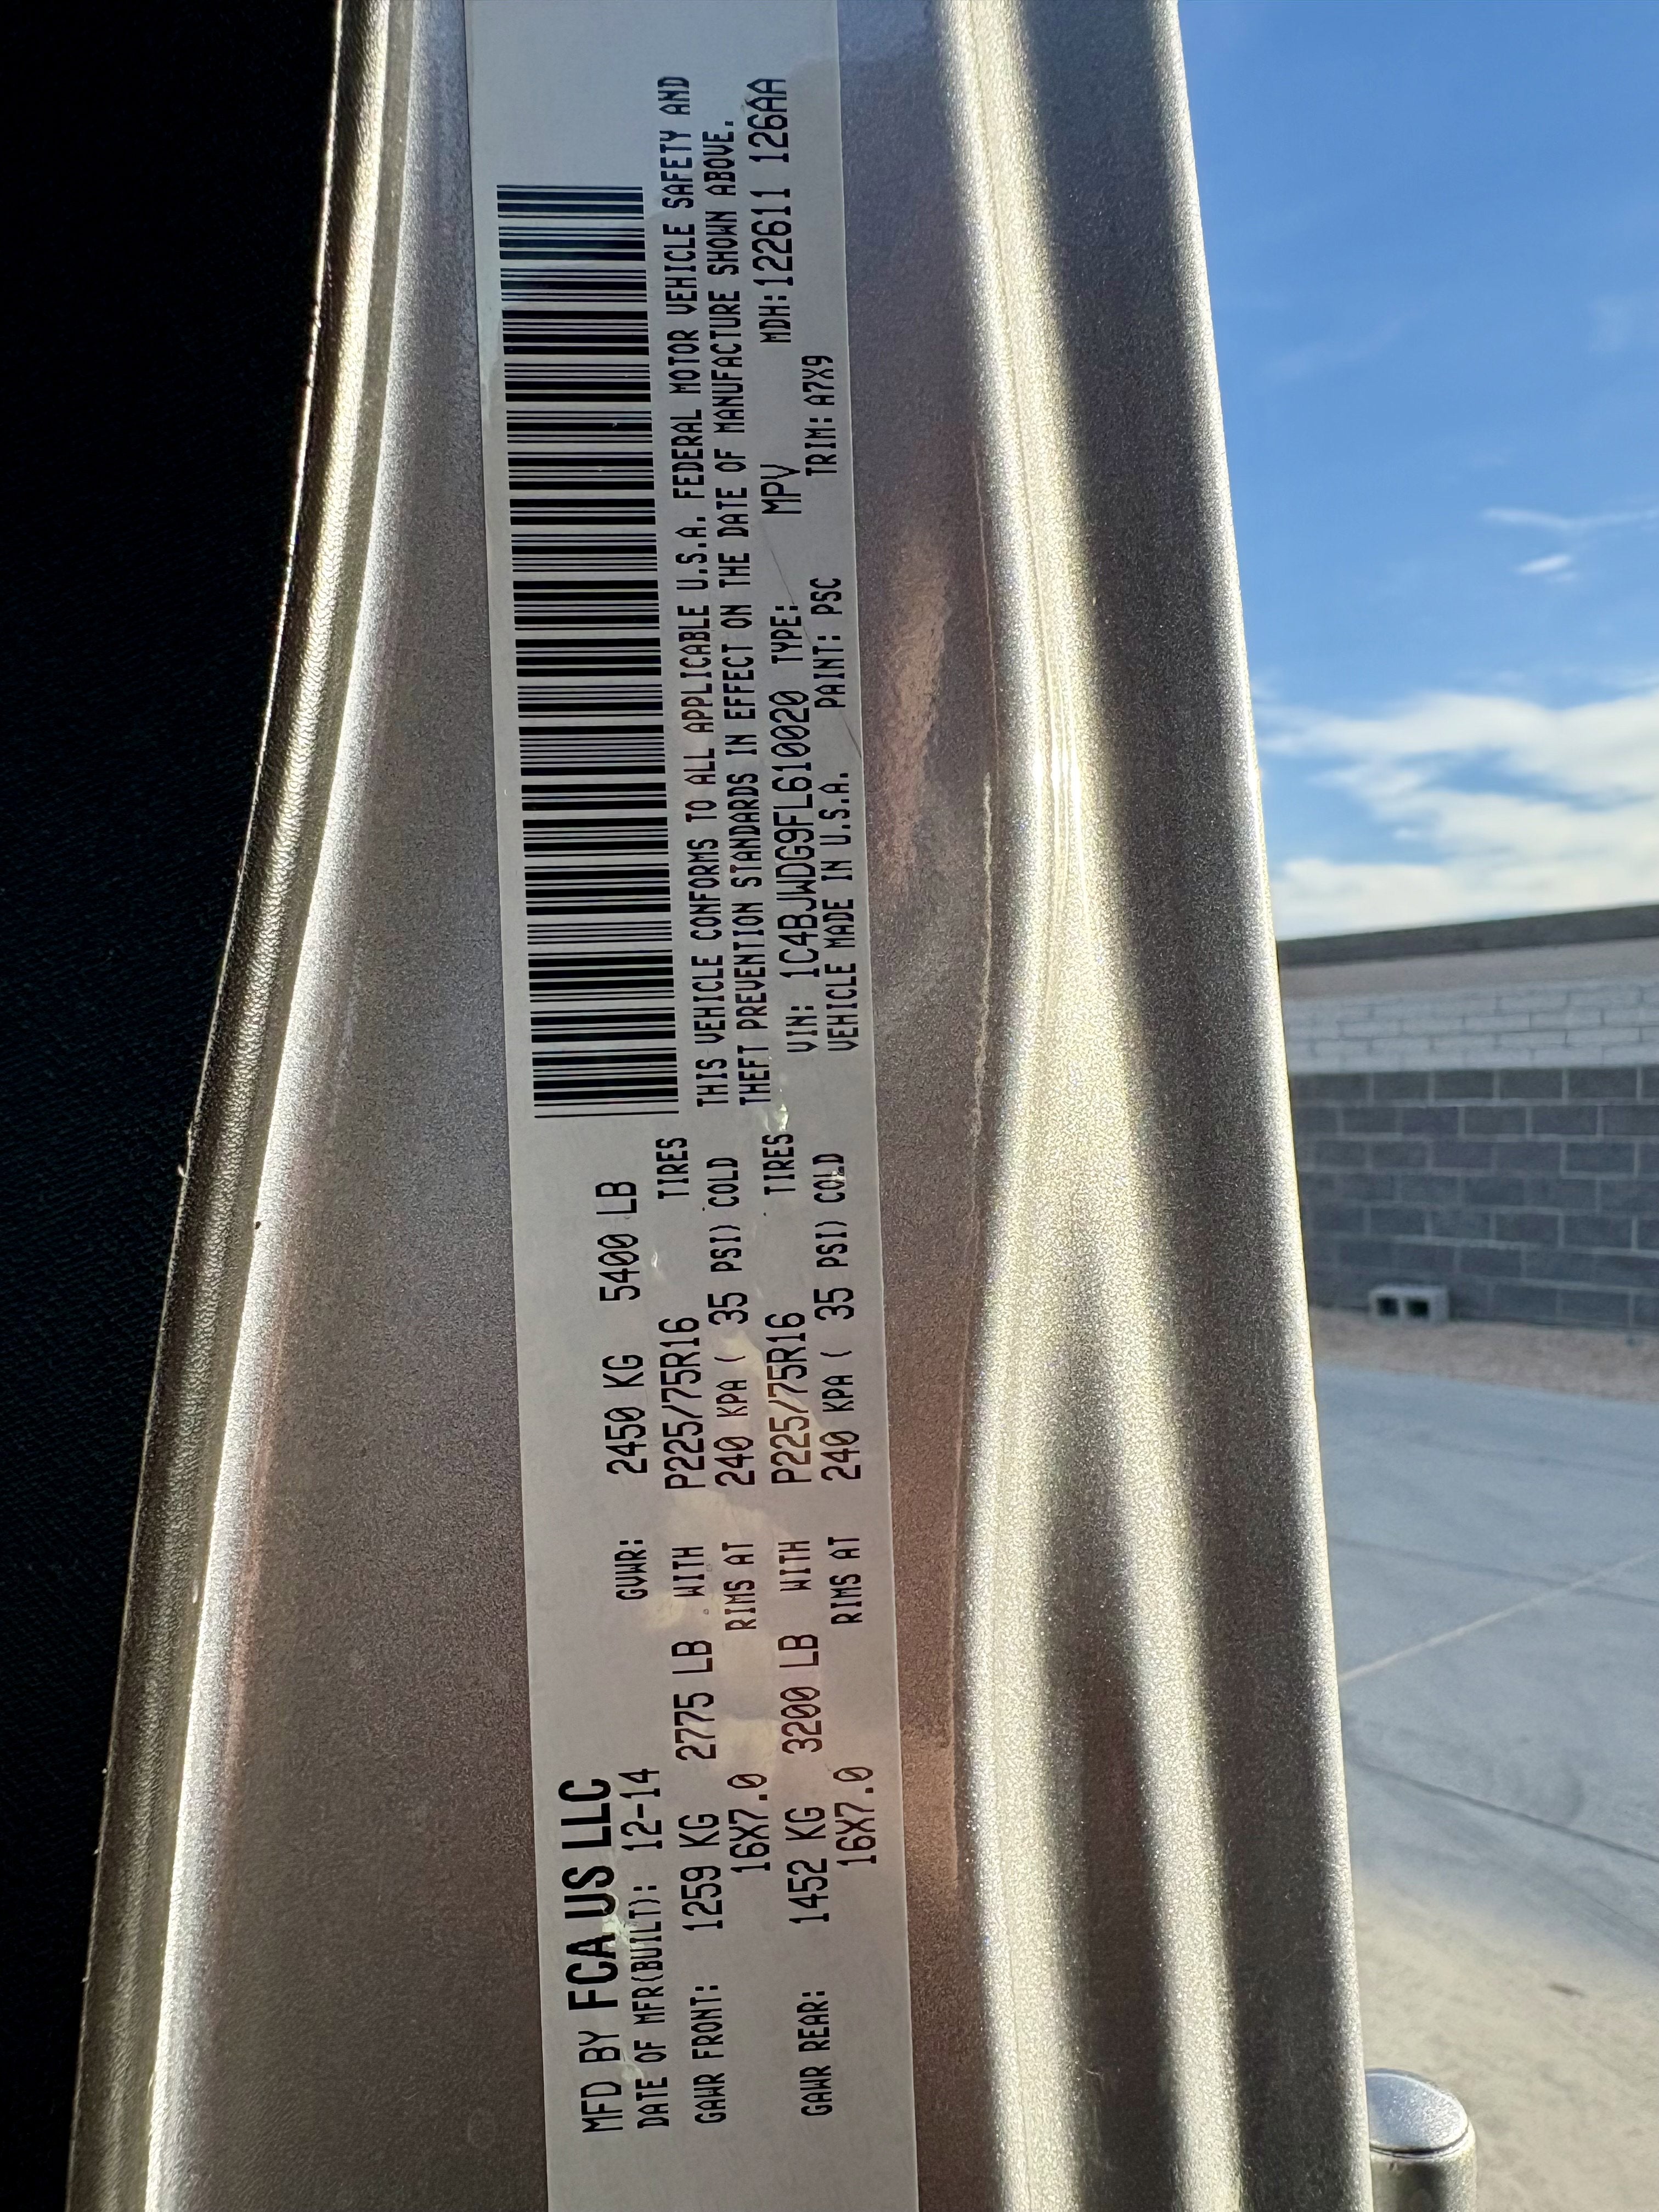 MFD BY FCA US LLC
DATE OF MFR(BUILT): 12-14 GVWR: 2450 KG 5400 LB
GAWR FRONT: 1259 KG 2775 LB WITH P225/75R16 TIRES
16X7.0 RIMS AT 240 KPA ( 35 PSI) COLD
GAWR REAR: 1452 KG 3200 LB WITH P225/75R16 TIRES
16X7.0 RIMS AT 240 KPA ( 35 PSI) COLD
THIS VEHICLE CONFORMS TO ALL APPLICABLE U.S.A. FEDERAL MOTOR VEHICLE SAFETY AND
THEFT PREVENTION STANDARDS IN EFFECT ON THE DATE OF MANUFACTURE SHOWN ABOVE.
VIN: 1C4BJWDG9FL610020 TYPE: MPV MDH:122611 126AA
VEHICLE MADE IN U.S.A. PAINT: PSC TRIM: A7X9